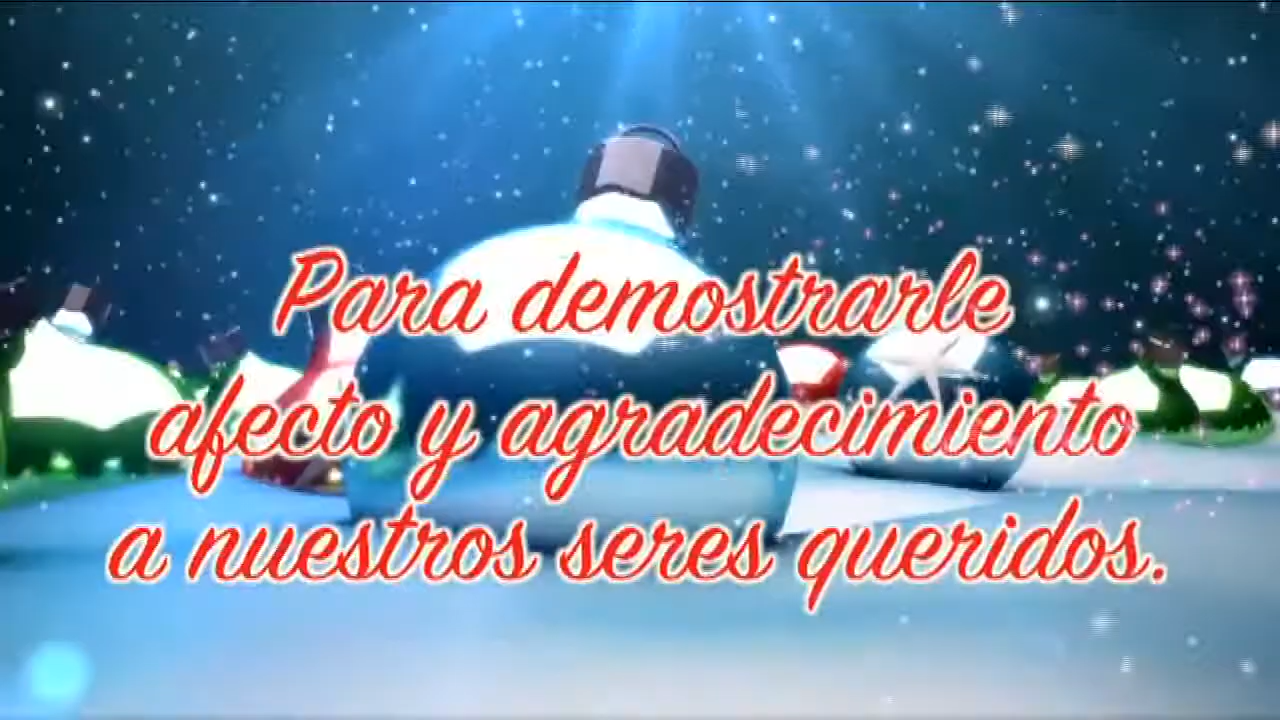 Para demostrarle
afecto y agradecimiento
a nuestros seres queridos.